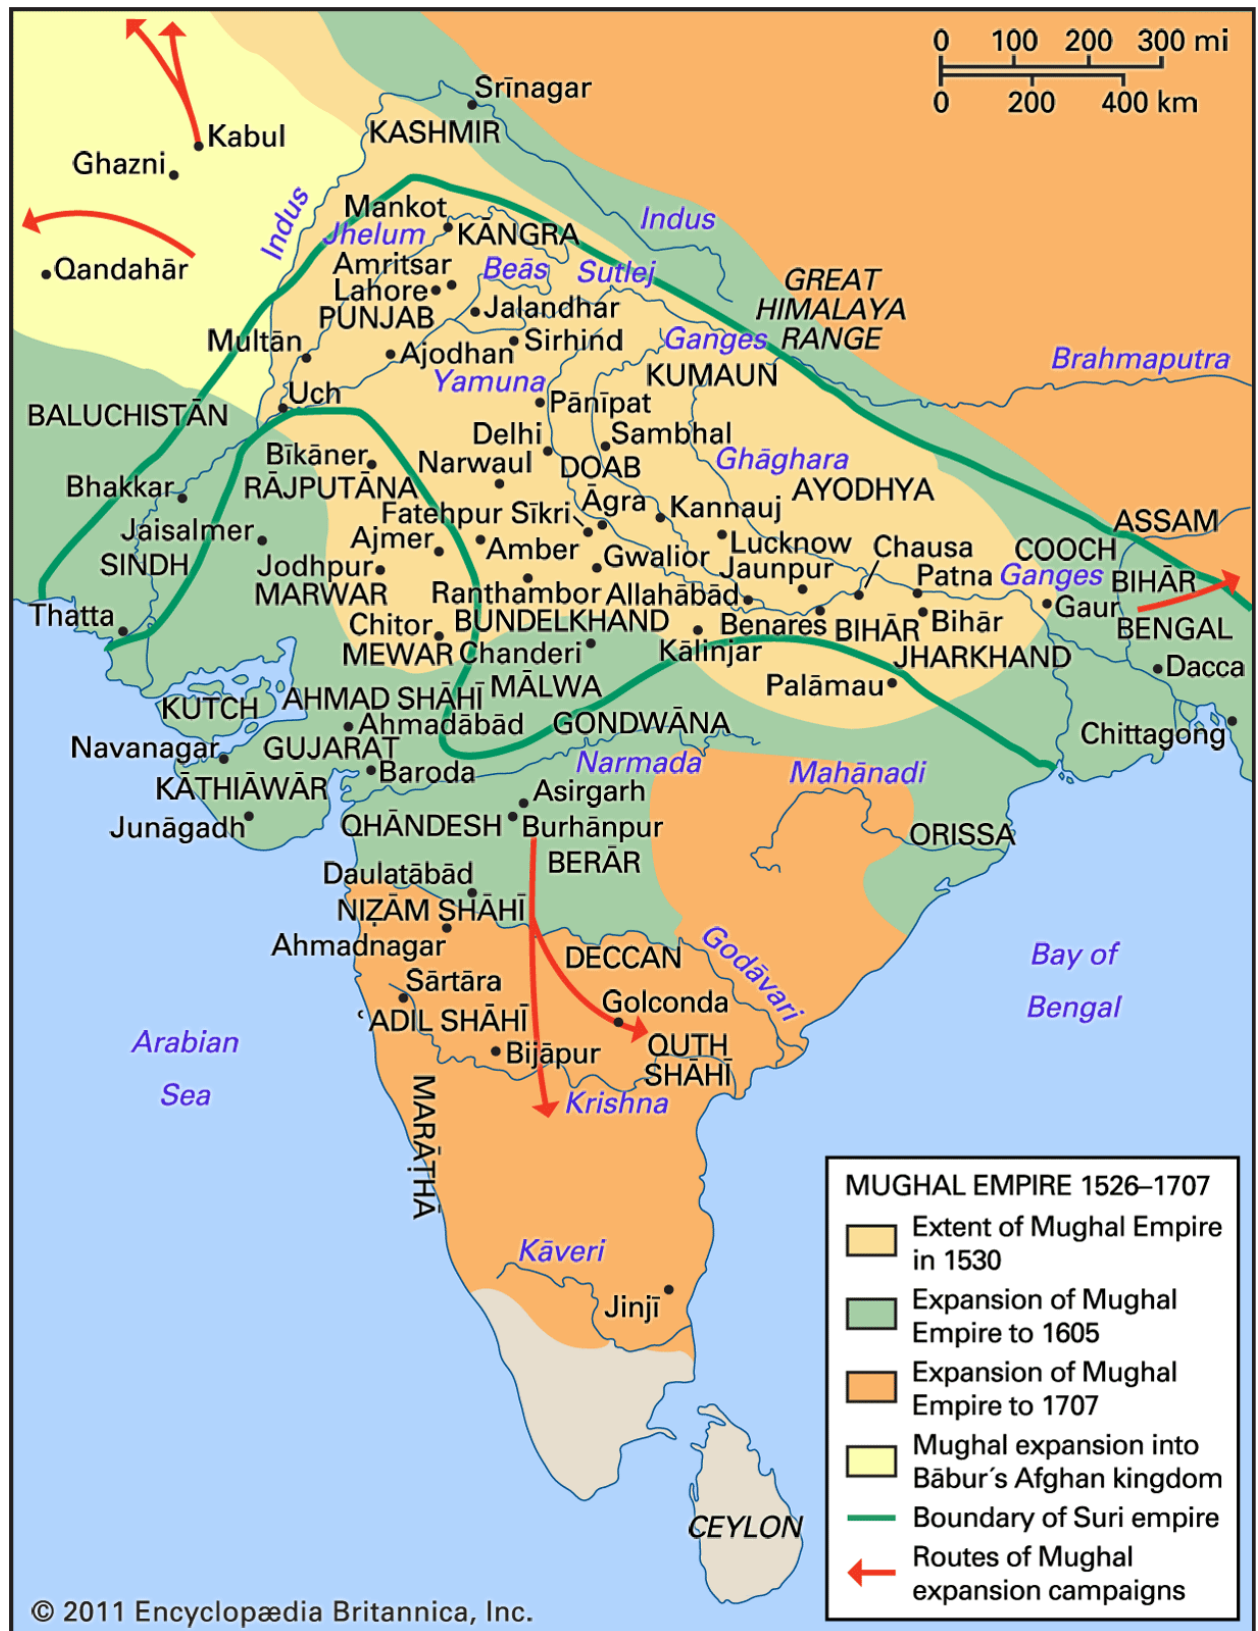 0 100 200 300 mi
0 200 400 km
Srīnagar
KASHMIR
Kabul
Ghazni
Indus
Qandahār
Mankot
Jhelum
KĀNGRA
Indus
Amritsar
Beās
Sutlej
Lahore
Jalandhar
PUNJAB
GREAT
HIMALAYA
RANGE
Multān
Ajodhan
Sirhind
Ganges
Brahmaputra
Yamuna
KUMAUN
Uch
Pānīpat
BALUCHISTĀN
Delhi
Sambhal
Bīkāner
Narwaul
DOAB
Ghāghara
Bhakkar
RĀJPUTĀNA
AYODHYA
Āgra
Kannauj
Fatehpur Sīkri
ASSAM
Jaisalmer
Ajmer
Amber
Lucknow
Chausa
COOCH
BIHĀR
SINDH
Jodhpur
Gwalior
Jaunpur
Patna
Ganges
MARWAR
Ranthambor
Allahābād
Gaur
Thatta
Chitor
BUNDELKHAND
Benares
BIHĀR
Bihār
BENGAL
MEWAR
Chanderi
Kālinjar
JHARKHAND
Dacca
Palāmau
AHMAD SHĀHĪ
MĀLWA
KUTCH
Ahmadābād
GONDWĀNA
Chittagong
Navanagar
GUJARAT
Baroda
Narmada
Mahānadi
KĀTHIĀWĀR
Asirgarh
Junāgadh
QHĀNDESH
Burhānpur
ORISSA
BERĀR
Daulatābād
NIẒĀM SHĀHĪ
Ahmadnagar
DECCAN
Godāvari
Bay of
Bengal
Sārtāra
Golconda
ʿADIL SHĀHĪ
Arabian
Sea
Bijāpur
QUTH
SHĀHĪ
Krishna
MARĀṬHĀ
Kāveri
Jinjī
CEYLON
MUGHAL EMPIRE 1526–1707
Extent of Mughal Empire
in 1530
Expansion of Mughal
Empire to 1605
Expansion of Mughal
Empire to 1707
Mughal expansion into
Bābur´s Afghan kingdom
Boundary of Suri empire
Routes of Mughal
expansion campaigns
© 2011 Encyclopædia Britannica, Inc.